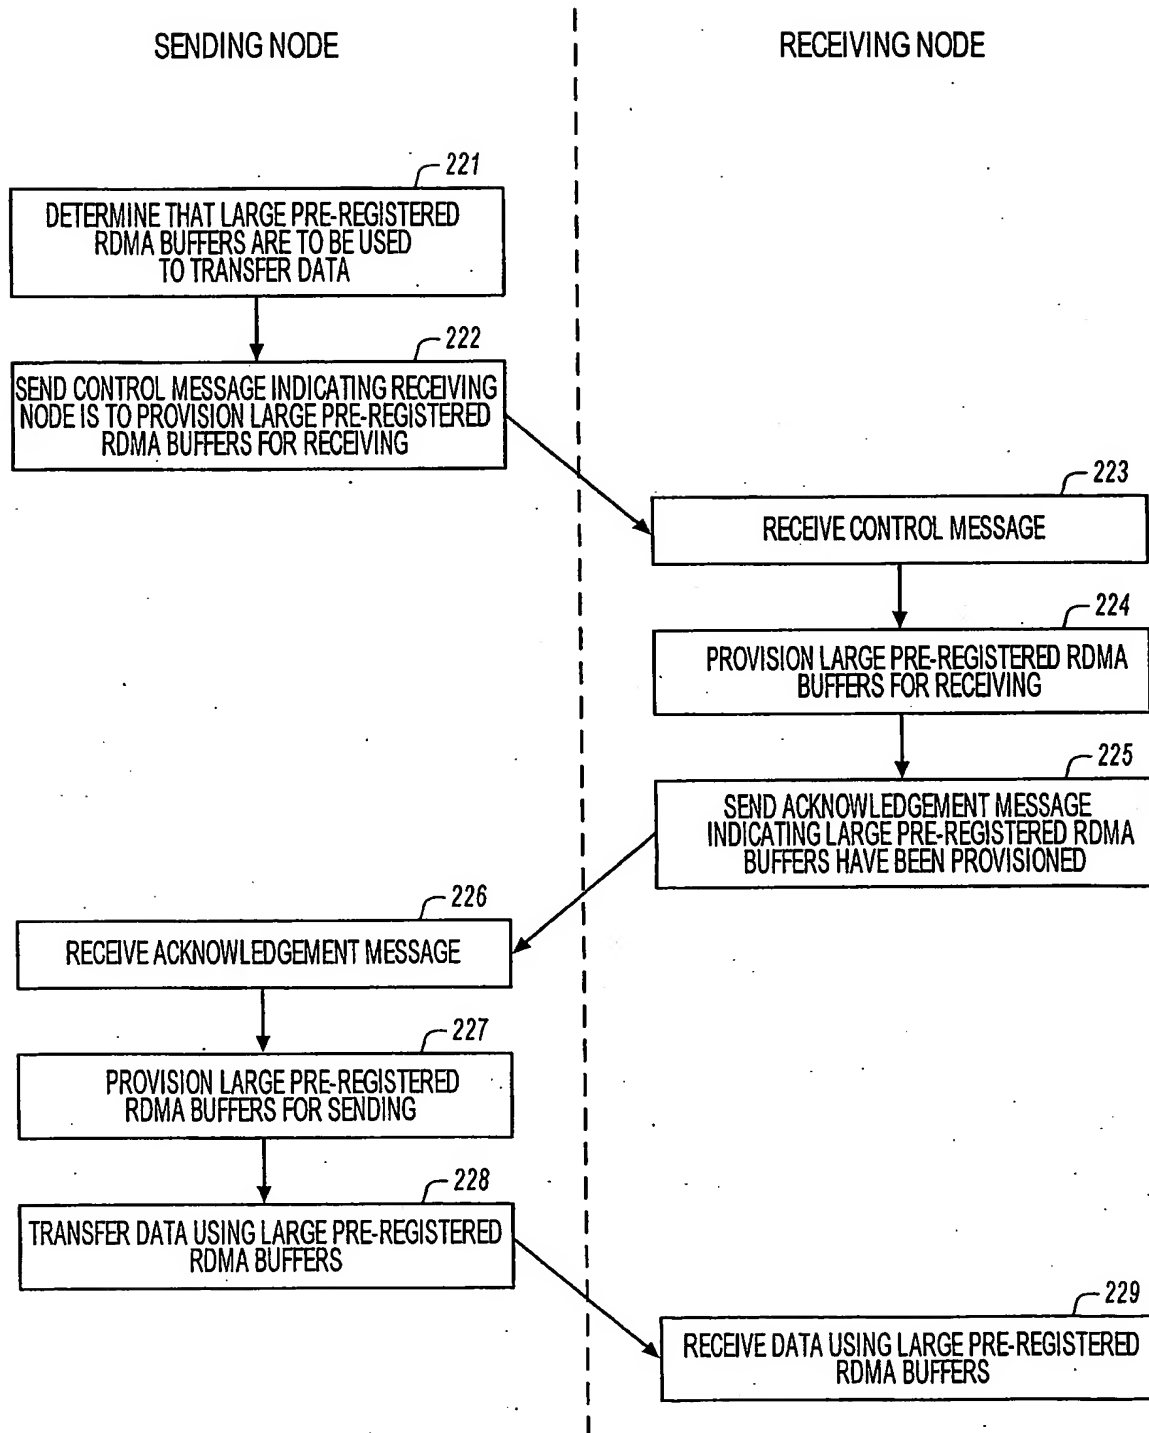 SENDING NODE
RECEIVING NODE
221
DETERMINE THAT LARGE PRE-REGISTERED
RDMA BUFFERS ARE TO BE USED
TO TRANSFER DATA
222
SEND CONTROL MESSAGE INDICATING RECEIVING
NODE IS TO PROVISION LARGE PRE-REGISTERED
RDMA BUFFERS FOR RECEIVING
223
RECEIVE CONTROL MESSAGE
224
PROVISION LARGE PRE-REGISTERED RDMA
BUFFERS FOR RECEIVING
225
SEND ACKNOWLEDGEMENT MESSAGE
INDICATING LARGE PRE-REGISTERED RDMA
BUFFERS HAVE BEEN PROVISIONED
226
RECEIVE ACKNOWLEDGEMENT MESSAGE
227
PROVISION LARGE PRE-REGISTERED
RDMA BUFFERS FOR SENDING
228
TRANSFER DATA USING LARGE PRE-REGISTERED
RDMA BUFFERS
229
RECEIVE DATA USING LARGE PRE-REGISTERED
RDMA BUFFERS